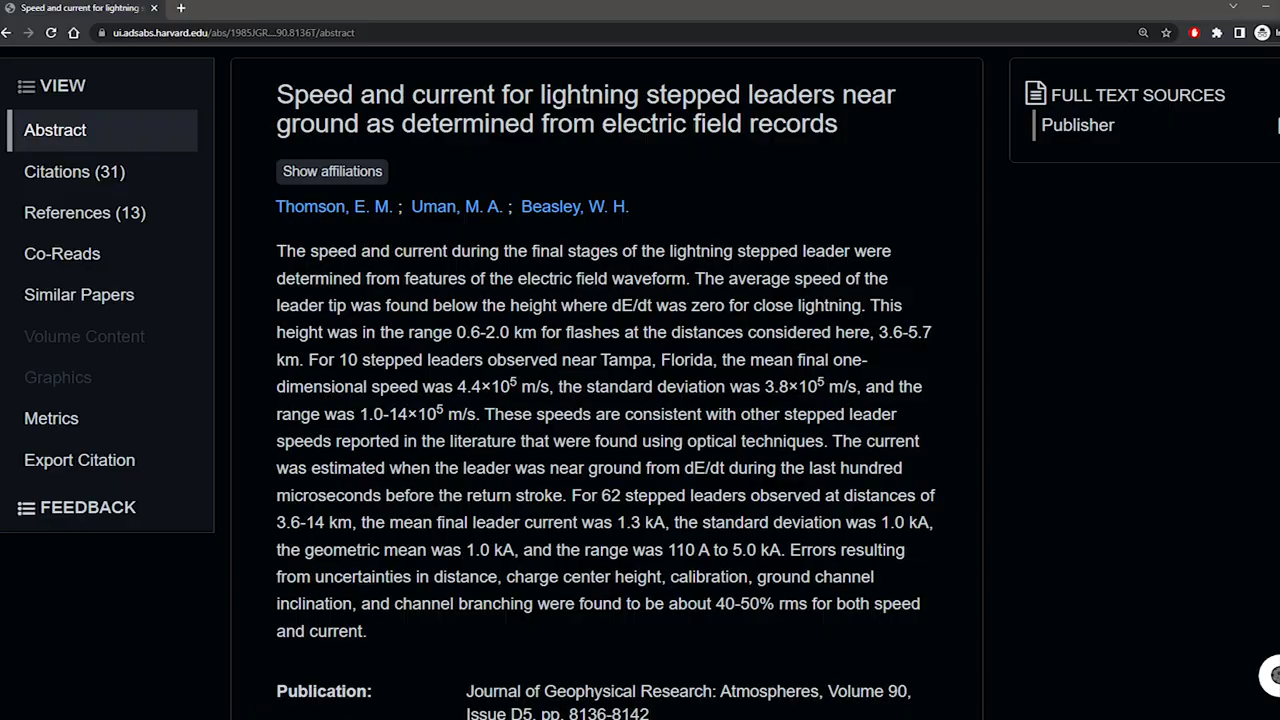 Speed and current for lightning s
ui.adsabs.harvard.edu/abs/1985JGR....90.8136T/abstract
VIEW
Abstract
Citations (31)
References (13)
Co-Reads
Similar Papers
Volume Content
Graphics
Metrics
Export Citation
FEEDBACK
Speed and current for lightning stepped leaders near
ground as determined from electric field records
Show affiliations
Thomson, E. M. ; Uman, M. A. ; Beasley, W. H.
The speed and current during the final stages of the lightning stepped leader were
determined from features of the electric field waveform. The average speed of the
leader tip was found below the height where dE/dt was zero for close lightning. This
height was in the range 0.6-2.0 km for flashes at the distances considered here, 3.6-5.7
km. For 10 stepped leaders observed near Tampa, Florida, the mean final one-
dimensional speed was 4.4×10⁵ m/s, the standard deviation was 3.8×10⁵ m/s, and the
range was 1.0-14×10⁵ m/s. These speeds are consistent with other stepped leader
speeds reported in the literature that were found using optical techniques. The current
was estimated when the leader was near ground from dE/dt during the last hundred
microseconds before the return stroke. For 62 stepped leaders observed at distances of
3.6-14 km, the mean final leader current was 1.3 kA, the standard deviation was 1.0 kA,
the geometric mean was 1.0 kA, and the range was 110 A to 5.0 kA. Errors resulting
from uncertainties in distance, charge center height, calibration, ground channel
inclination, and channel branching were found to be about 40-50% rms for both speed
and current.
Publication:
Journal of Geophysical Research: Atmospheres, Volume 90,
Issue D5, pp. 8136-8142
FULL TEXT SOURCES
Publisher